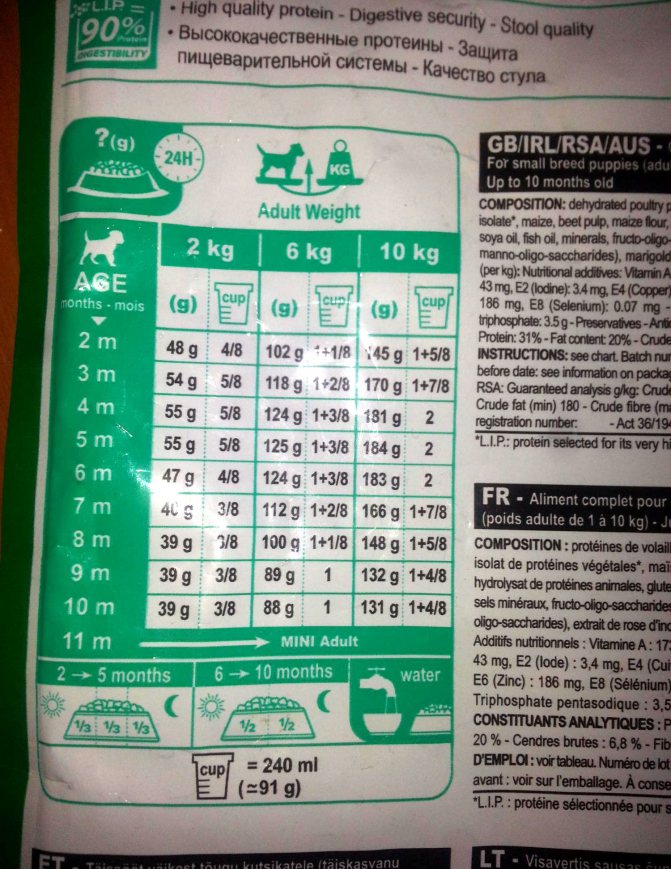 L.I.P.
90%
Protein
DIGESTIBILITY
• High quality protein - Digestive security - Stool quality
• Высококачественные протеины - Защита
пищеварительной системы - Качество стула
?(g)
24H
KG
Adult Weight
AGE
months - mois
2 kg 6 kg 10 kg
(g) cup (g) cup (g) cup
2 m 48 g 4/8 102 g 1+1/8 145 g 1+5/8
3 m 54 g 5/8 118 g 1+2/8 170 g 1+7/8
4 m 55 g 5/8 124 g 1+3/8 181 g 2
5 m 55 g 5/8 125 g 1+3/8 184 g 2
6 m 47 g 4/8 124 g 1+3/8 183 g 2
7 m 40 g 3/8 112 g 1+2/8 166 g 1+7/8
8 m 39 g 3/8 100 g 1+1/8 148 g 1+5/8
9 m 39 g 3/8 89 g 1 132 g 1+4/8
10 m 39 g 3/8 88 g 1 131 g 1+4/8
11 m MINI Adult
2 → 5 months 6 → 10 months water
1/3 1/3 1/3 1/2 1/2
cup = 240 ml
(≃91 g)
GB/IRL/RSA/AUS -
For small breed puppies (adu
Up to 10 months old
COMPOSITION: dehydrated poultry p
isolate*, maize, beef pulp, maize flour,
soya oil, fish oil, minerals, fructo-oligo-
manno-oligo-saccharides), marigold
(per kg): Nutritional additives: Vitamin A
43 mg, E2 (Iodine): 3.4 mg, E4 (Copper)
186 mg, E8 (Selenium): 0.07 mg -
triphosphate: 3.5 g - Preservatives - Anti
Protein: 31% - Fat content: 20% - Crude
INSTRUCTIONS: see chart. Batch nu
before date: see information on packag
RSA: Guaranteed analysis g/kg: Crude
Crude fat (min) 180 - Crude fibre (m
registration number: - Act 36/194
*L.I.P.: protein selected for its very hi
FR - Aliment complet pour
(poids adulte de 1 à 10 kg) - J
COMPOSITION : protéines de volail
isolat de protéines végétales*, maï
hydrolysat de protéines animales, glute
sels minéraux, fructo-oligo-saccharides
oligo-saccharides), extrait de rose d'ind
Additifs nutritionnels : Vitamine A : 17
43 mg, E2 (Iode) : 3,4 mg, E4 (Cui
E6 (Zinc) : 186 mg, E8 (Sélénium)
Triphosphate pentasodique : 3,5
CONSTITUANTS ANALYTIQUES : P
20 % - Cendres brutes : 6,8 % - Fib
D'EMPLOI : voir tableau. Numéro de lot
avant : voir sur l'emballage. À conse
*L.I.P. : protéine sélectionnée pour s
ET - Täissööt väikest tõugu kutsikatele (täiskasvanu
LT - Visavertis sausas